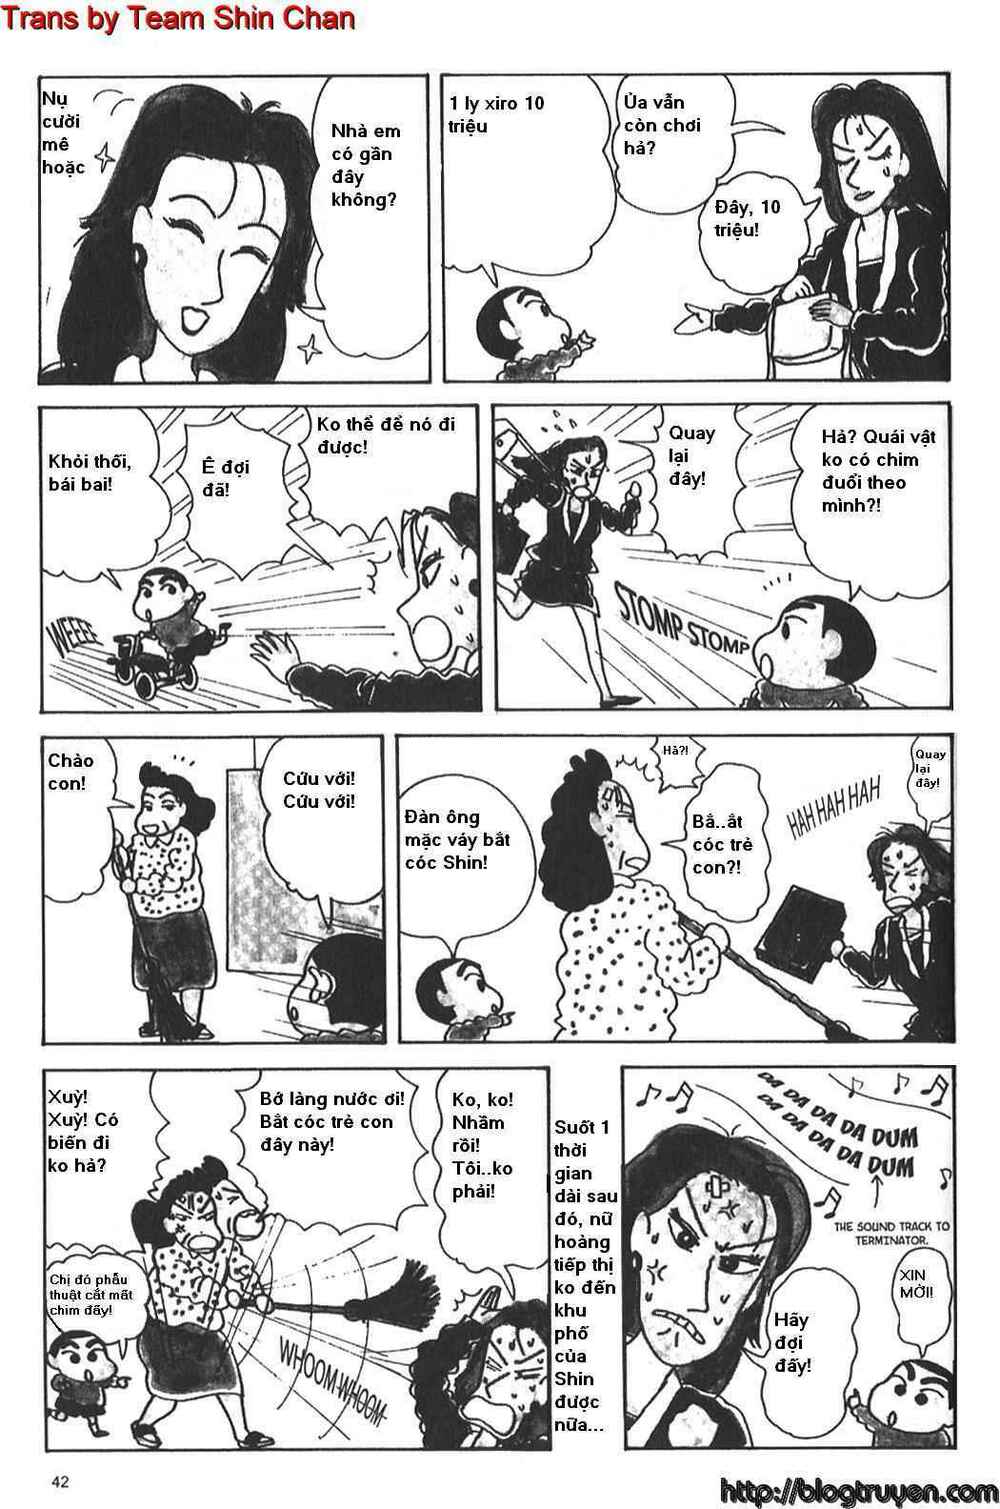 Trans by Team Shin Chan
Nụ
cười
mê
hoặc
Nhà em
có gần
đây
không?
1 ly xiro 10
triệu
Ủa vẫn
còn chơi
hả?
Đây, 10
triệu!
Khỏi thối,
bái bai!
Ê đợi
đã!
Ko thể để nó đi
được!
WEEEE
Quay
lại
đây!
Hả? Quái vật
ko có chim
đuổi theo
mình?!
STOMP STOMP
Chào
con!
Cứu với!
Cứu với!
Đàn ông
mặc váy bắt
cóc Shin!
Hả?!
Bắ..ắt
cóc trẻ
con?!
HAH HAH HAH
Quay
lại
đây!
Xuỳ!
Xuỳ! Có
biến đi
ko hả?
Bớ làng nước ơi!
Bắt cóc trẻ con
đây này!
Ko, ko!
Nhầm
rồi!
Tôi..ko
phải!
Chị đó phẫu
thuật cắt mất
chim đấy!
WHOOM WHOOM
Suốt 1
thời
gian
dài sau
đó, nữ
hoàng
tiếp thị
ko đến
khu
phố
của
Shin
được
nữa...
DA DA DA DA DUM
DA DA DA DA DUM
THE SOUND TRACK TO
TERMINATOR.
Hãy
đợi
đấy!
XIN
MỜI!
42
http://blogtruyen.com